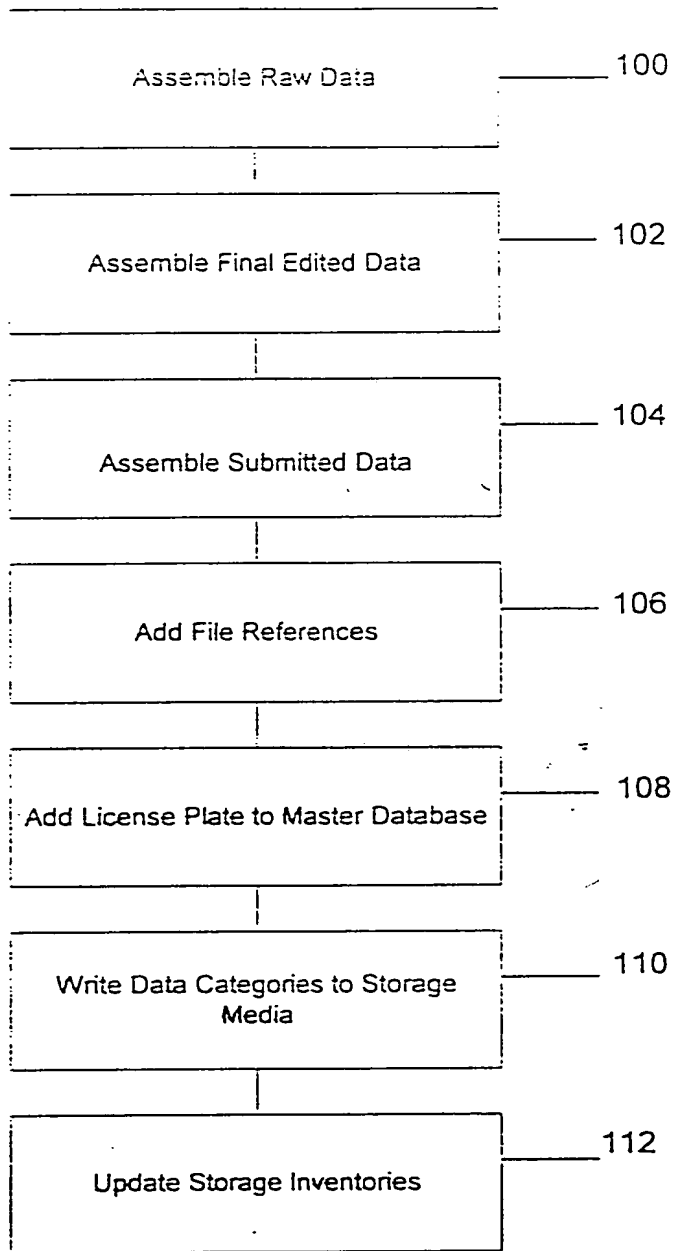 Assemble Raw Data
100
Assemble Final Edited Data
102
Assemble Submitted Data
104
Add File References
106
Add License Plate to Master Database
108
Write Data Categories to Storage
Media
110
Update Storage Inventories
112